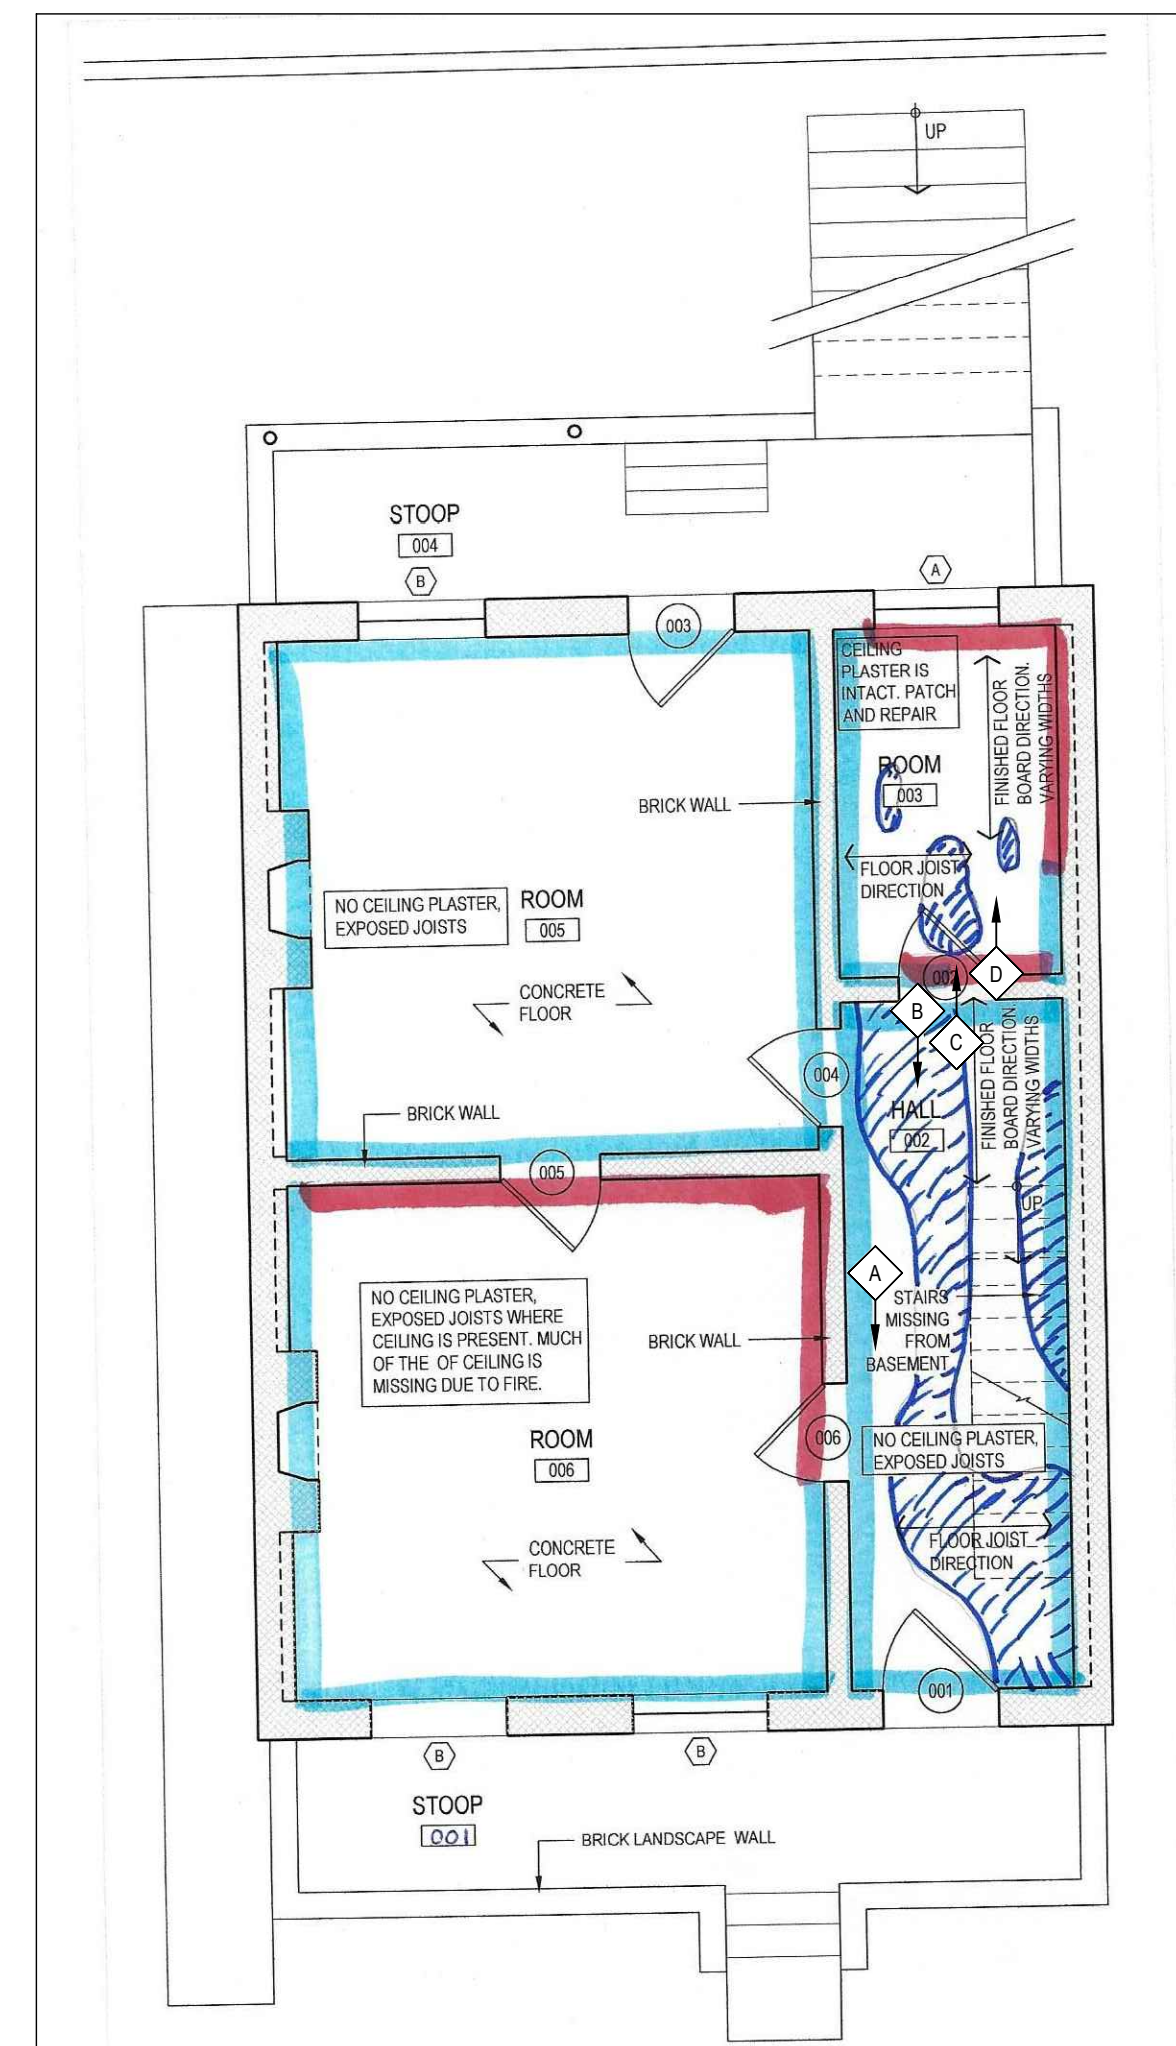 UP
STOOP
004
B
A
003
CEILING
PLASTER IS
INTACT. PATCH
AND REPAIR
FINISHED FLOOR
BOARD DIRECTION.
VARYING WIDTHS
ROOM
003
BRICK WALL
FLOOR JOIST
DIRECTION
NO CEILING PLASTER,
EXPOSED JOISTS
ROOM
005
002
D
CONCRETE
FLOOR
B
C
FINISHED FLOOR
BOARD DIRECTION.
VARYING WIDTHS
004
BRICK WALL
HALL
002
005
UP
A
NO CEILING PLASTER,
EXPOSED JOISTS WHERE
CEILING IS PRESENT. MUCH
OF THE OF CEILING IS
MISSING DUE TO FIRE.
STAIRS
MISSING
FROM
BASEMENT
BRICK WALL
ROOM
006
006
NO CEILING PLASTER,
EXPOSED JOISTS
CONCRETE
FLOOR
FLOOR JOIST
DIRECTION
001
B
B
STOOP
001
BRICK LANDSCAPE WALL